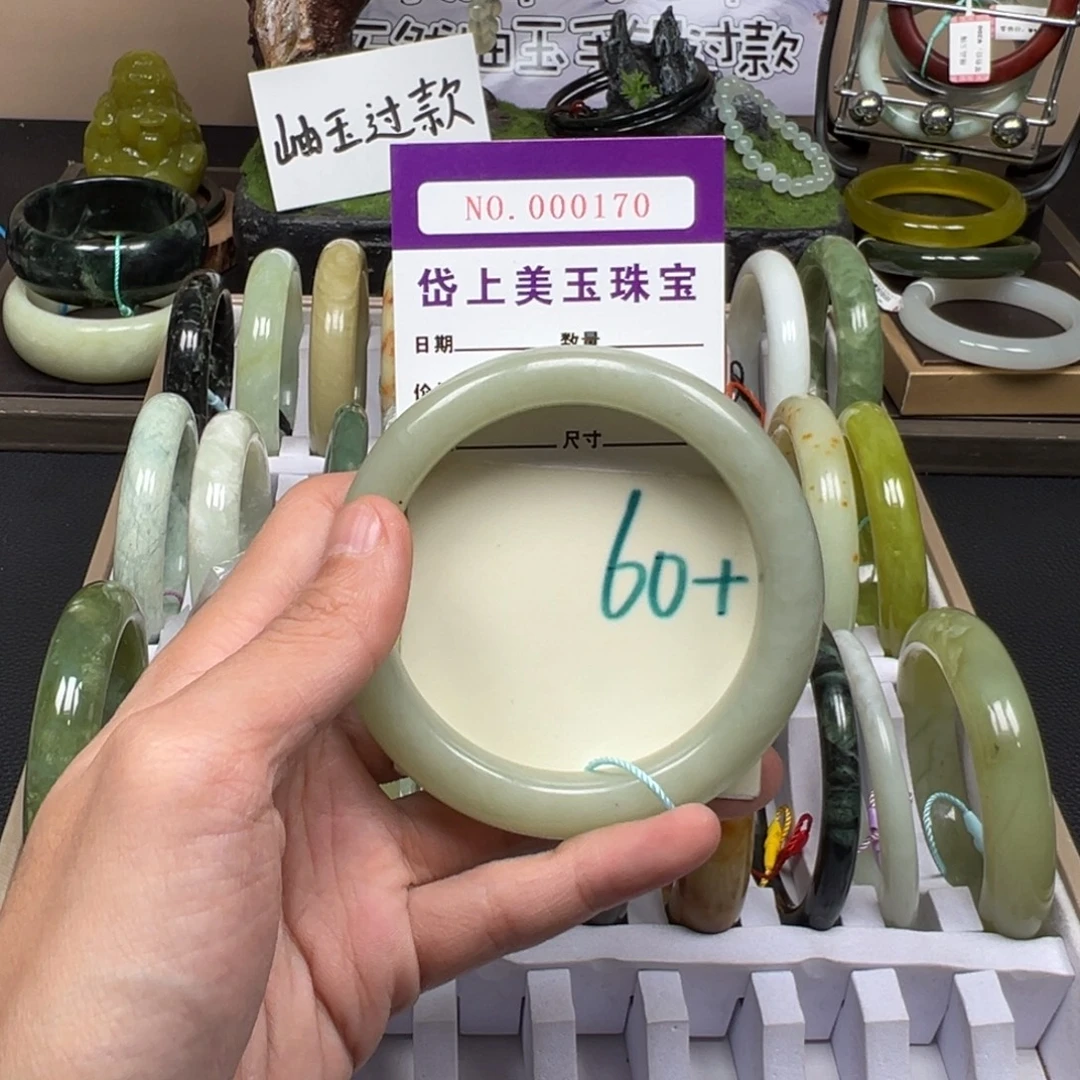 岫玉过款
NO. 000170
岱上美玉珠宝
日期 数量
尺寸
60+